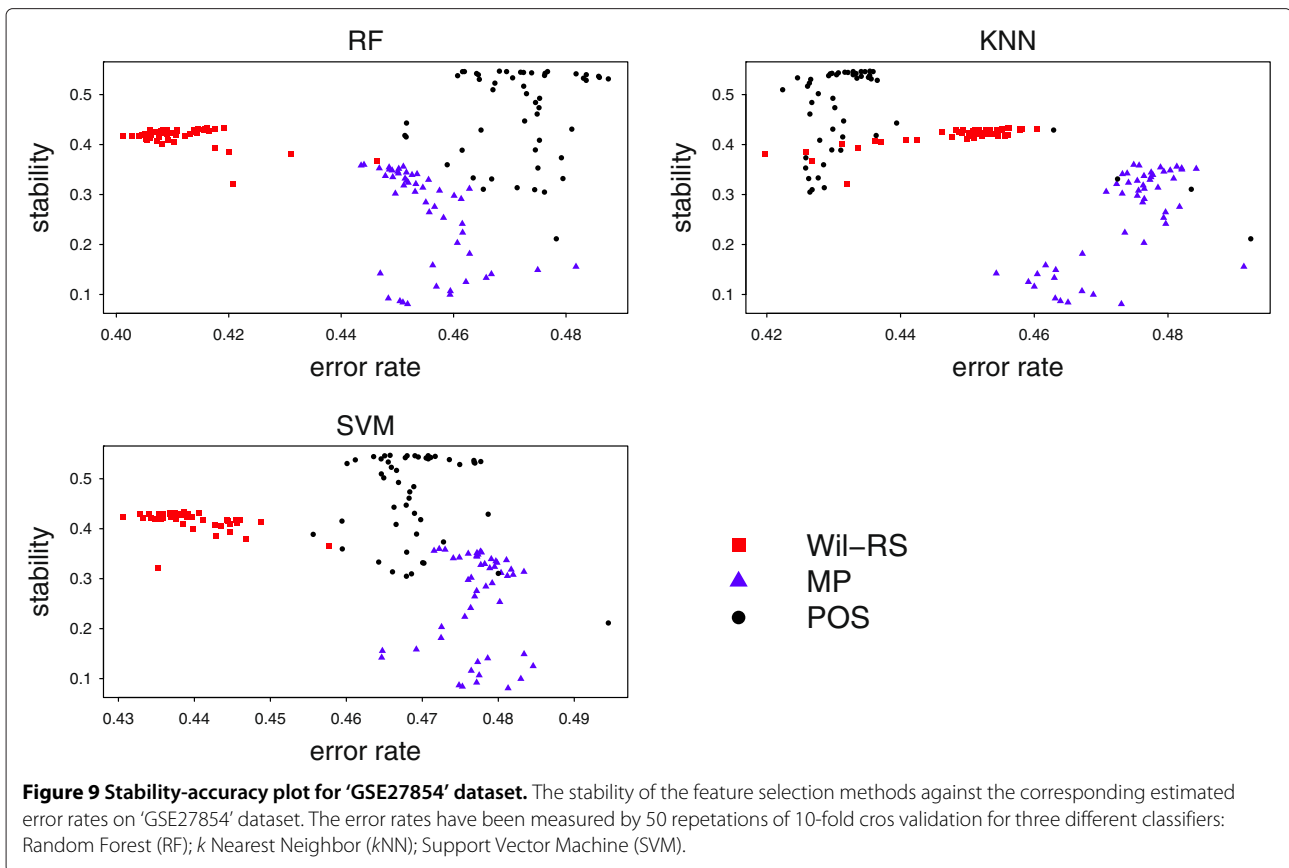 RF
stability
0.5
0.4
0.3
0.2
0.1
0.40 0.42 0.44 0.46 0.48
error rate
KNN
stability
0.5
0.4
0.3
0.2
0.1
0.42 0.44 0.46 0.48
error rate
SVM
stability
0.5
0.4
0.3
0.2
0.1
0.43 0.44 0.45 0.46 0.47 0.48 0.49
error rate
Wil–RS
MP
POS
Figure 9 Stability-accuracy plot for ‘GSE27854’ dataset. The stability of the feature selection methods against the corresponding estimated
error rates on ‘GSE27854’ dataset. The error rates have been measured by 50 repetations of 10-fold cros validation for three different classifiers:
Random Forest (RF); k Nearest Neighbor (kNN); Support Vector Machine (SVM).